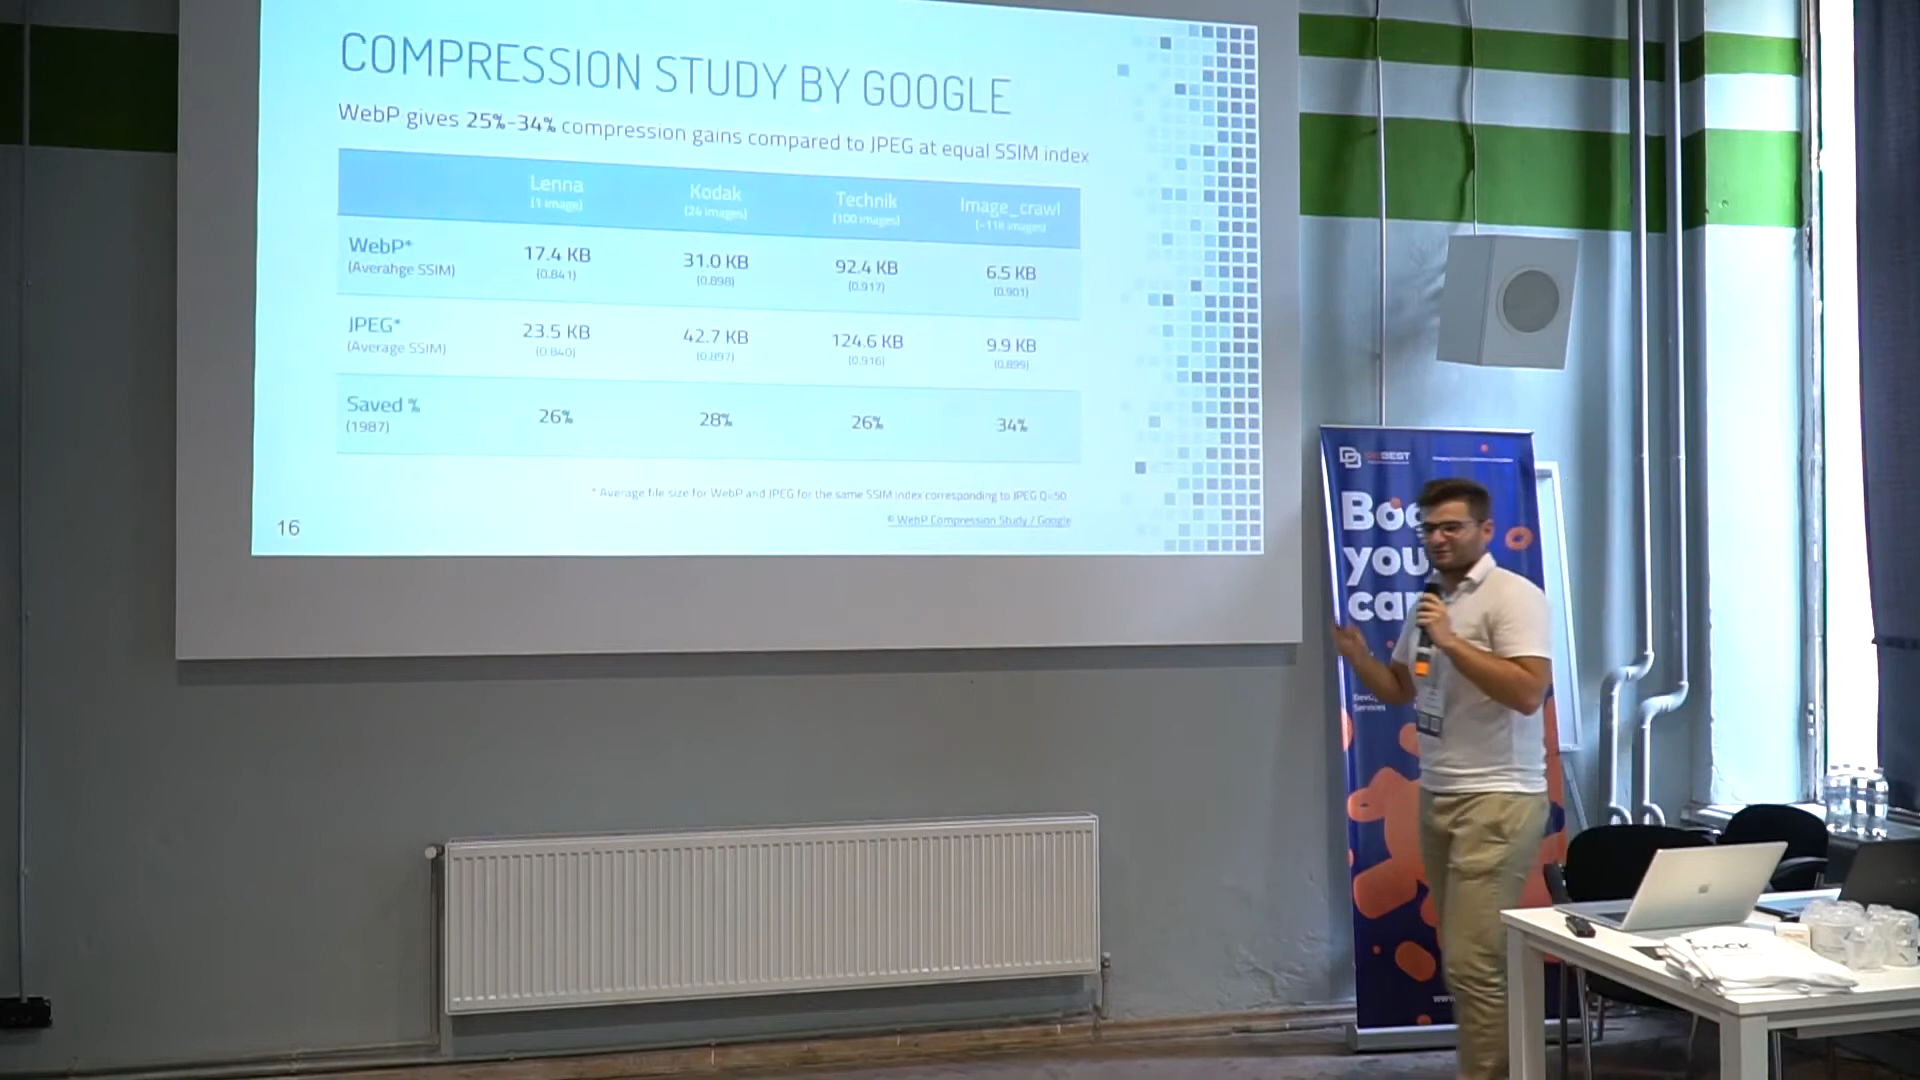 COMPRESSION STUDY BY GOOGLE
WebP gives 25%-34% compression gains compared to JPEG at equal SSIM index
Lenna Kodak Technik Image_crawl
(1 image) (24 images) (100 images)
WebP* 17.4 KB 31.0 KB 92.4 KB 6.5 KB
(Averahge SSIM) (0.841) (0.898) (0.917) (0.901)
JPEG* 23.5 KB 42.7 KB 124.6 KB 9.9 KB
(Average SSIM) (0.840) (0.897) (0.916) (0.899)
Saved % 26% 28% 26% 34%
(1987)
* Average file size for WebP and JPEG for the same SSIM index corresponding to JPEG Q=50
© WebP Compression Study / Google
16
you
Services